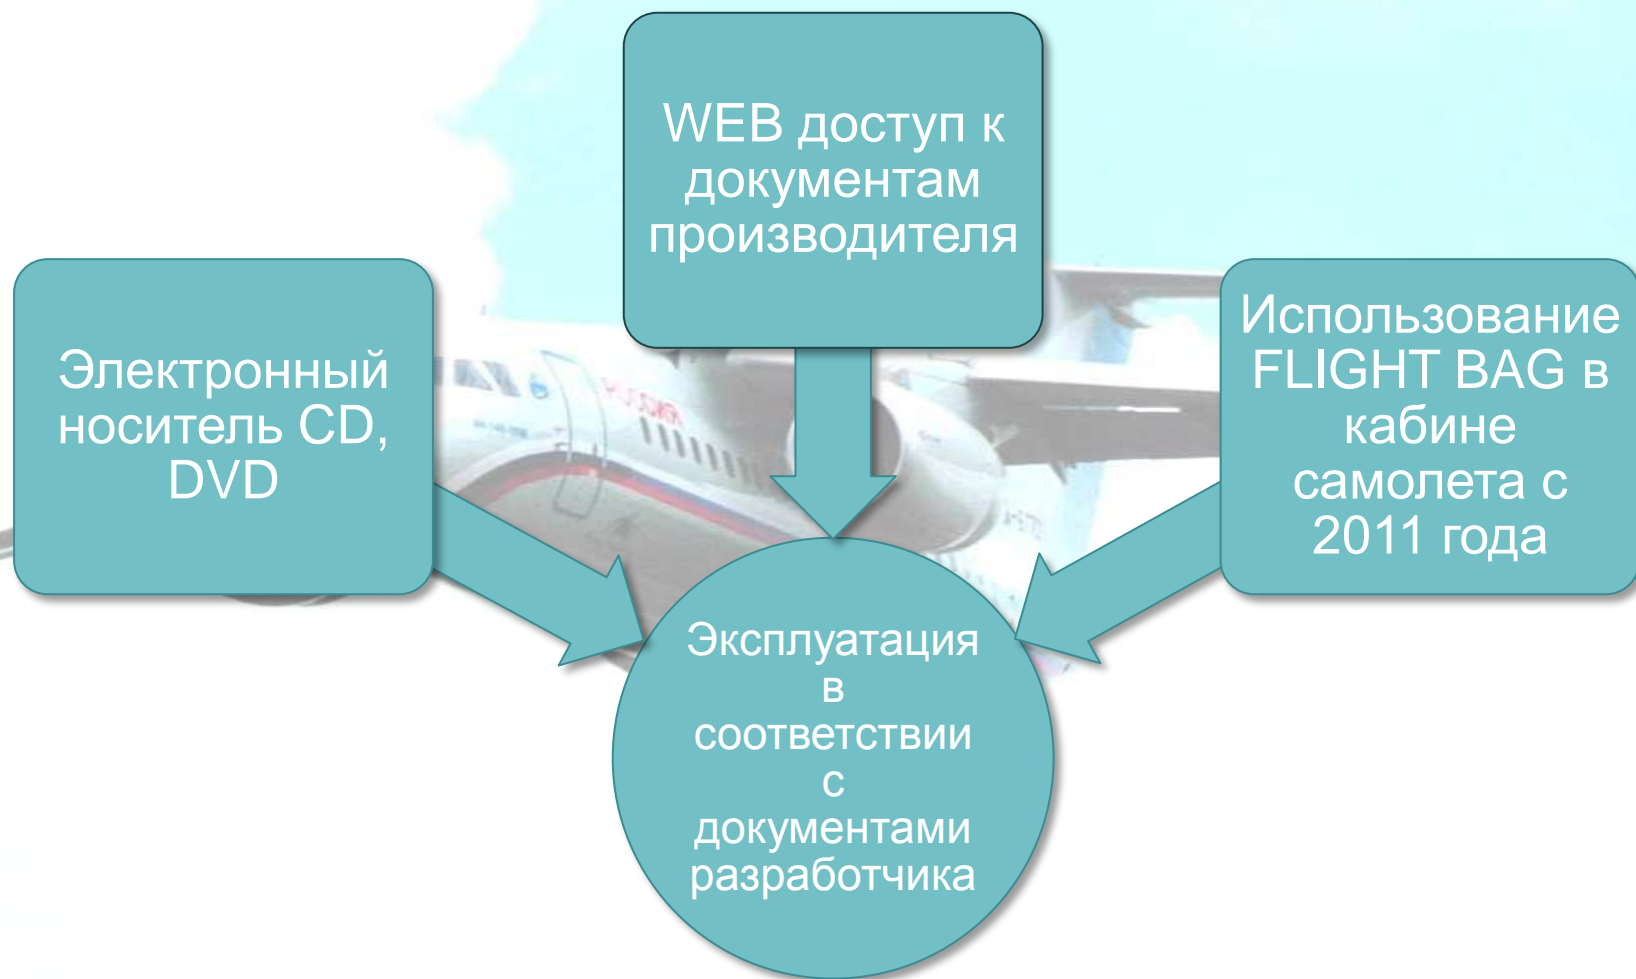 WEB доступ к
документам
производителя
Электронный
носитель CD,
DVD
Использование
FLIGHT BAG в
кабине
самолета с
2011 года
РОССИЯ
Эксплуатация
в
соответствии
с
документами
разработчика